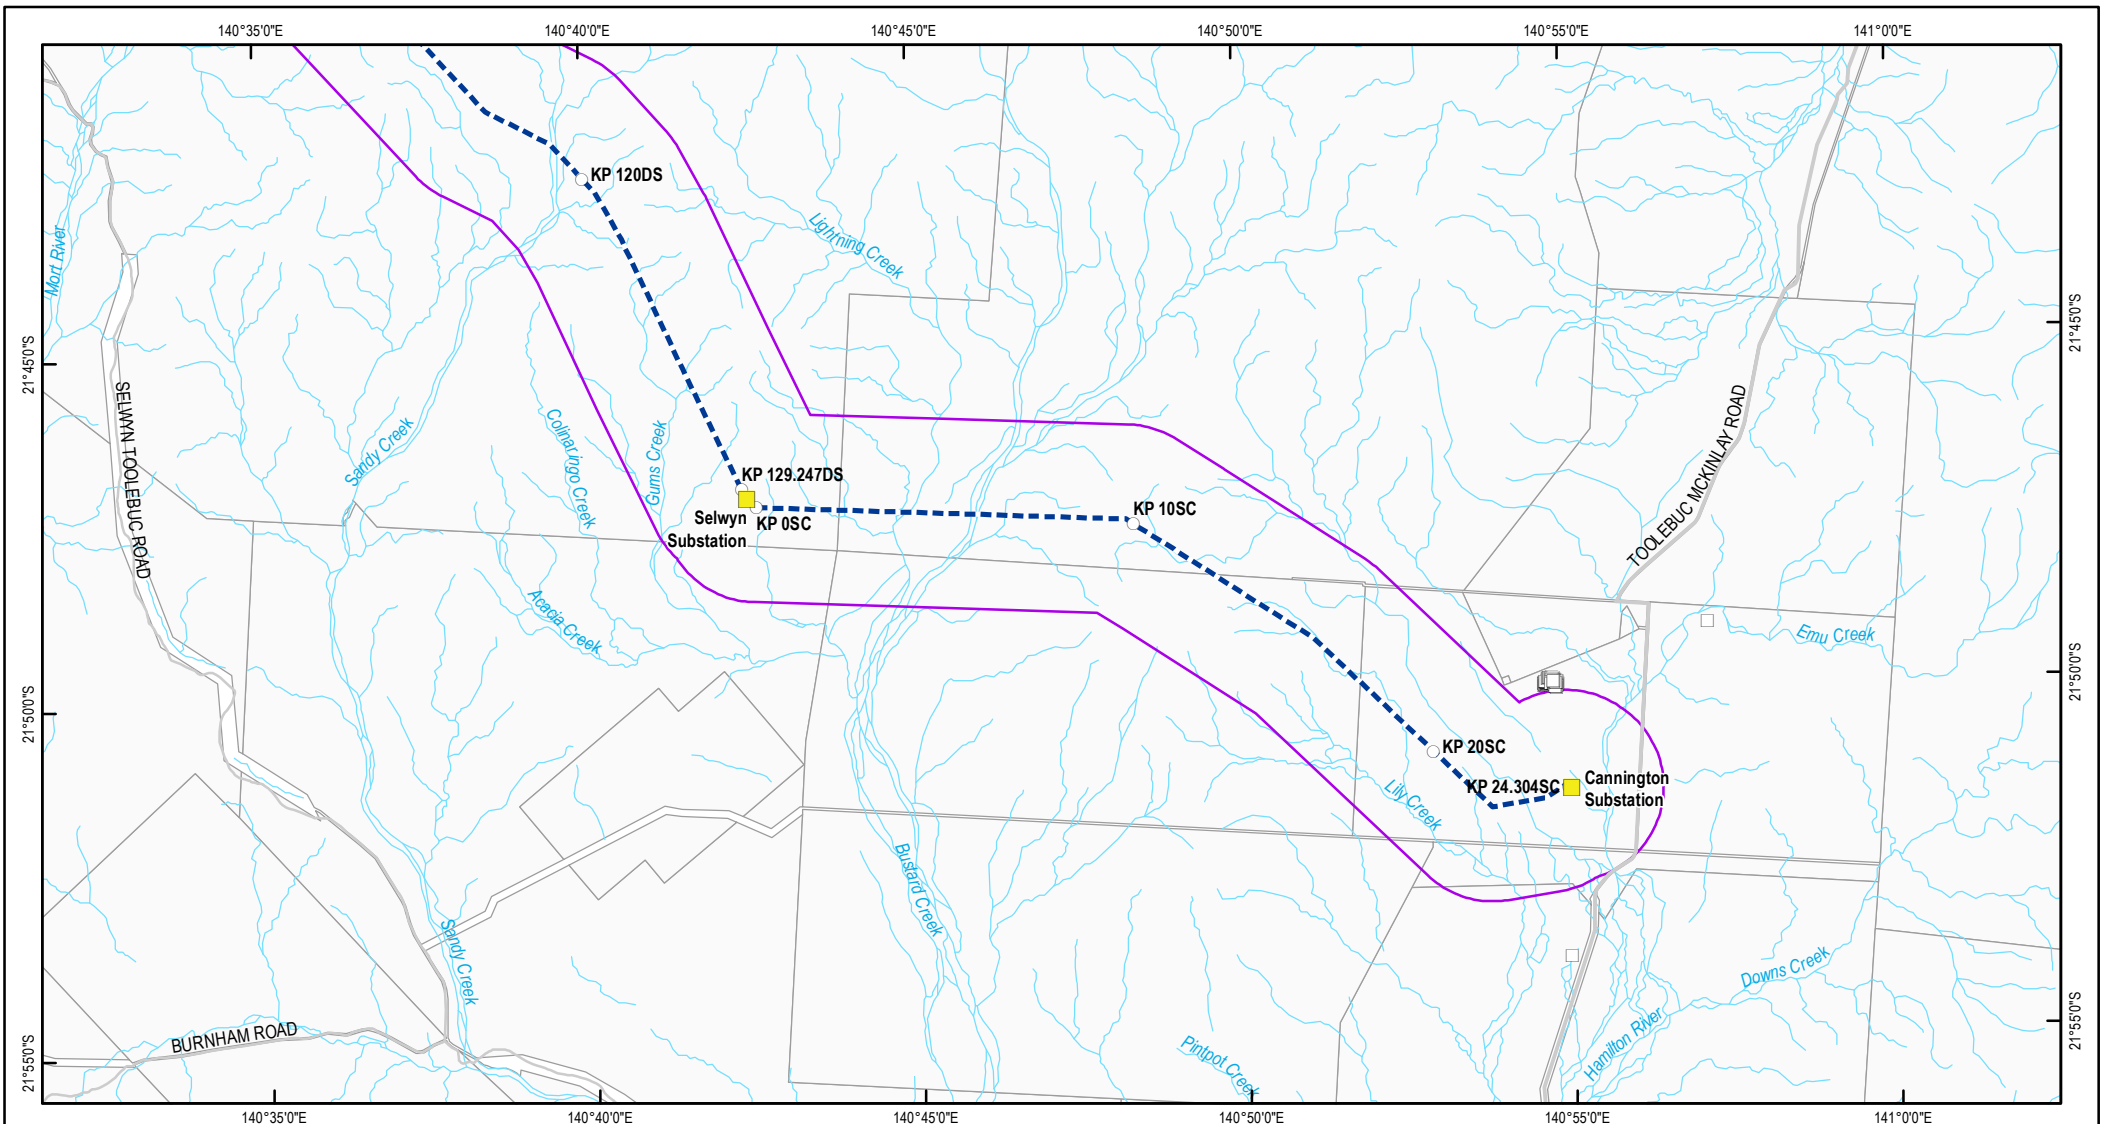 140°35'0"E
140°40'0"E
140°45'0"E
140°50'0"E
140°55'0"E
141°0'0"E
KP 120DS
Lightning Creek
Mort River
21°45'0"S
21°45'0"S
SELWYN TOOLEBUC ROAD
Sandy Creek
Colinaringo Creek
Gums Creek
TOOLEBUC MCKINLAY ROAD
KP 129.247DS
Selwyn
Substation
KP 0SC
KP 10SC
Acacia Creek
Emu Creek
21°50'0"S
21°50'0"S
KP 20SC
KP 24.304SC
Cannington
Substation
Lily Creek
Bustard Creek
Sandy Creek
Downs Creek
Hamilton River
BURNHAM ROAD
Pintpot Creek
21°55'0"S
21°55'0"S
140°35'0"E
140°40'0"E
140°45'0"E
140°50'0"E
140°55'0"E
141°0'0"E